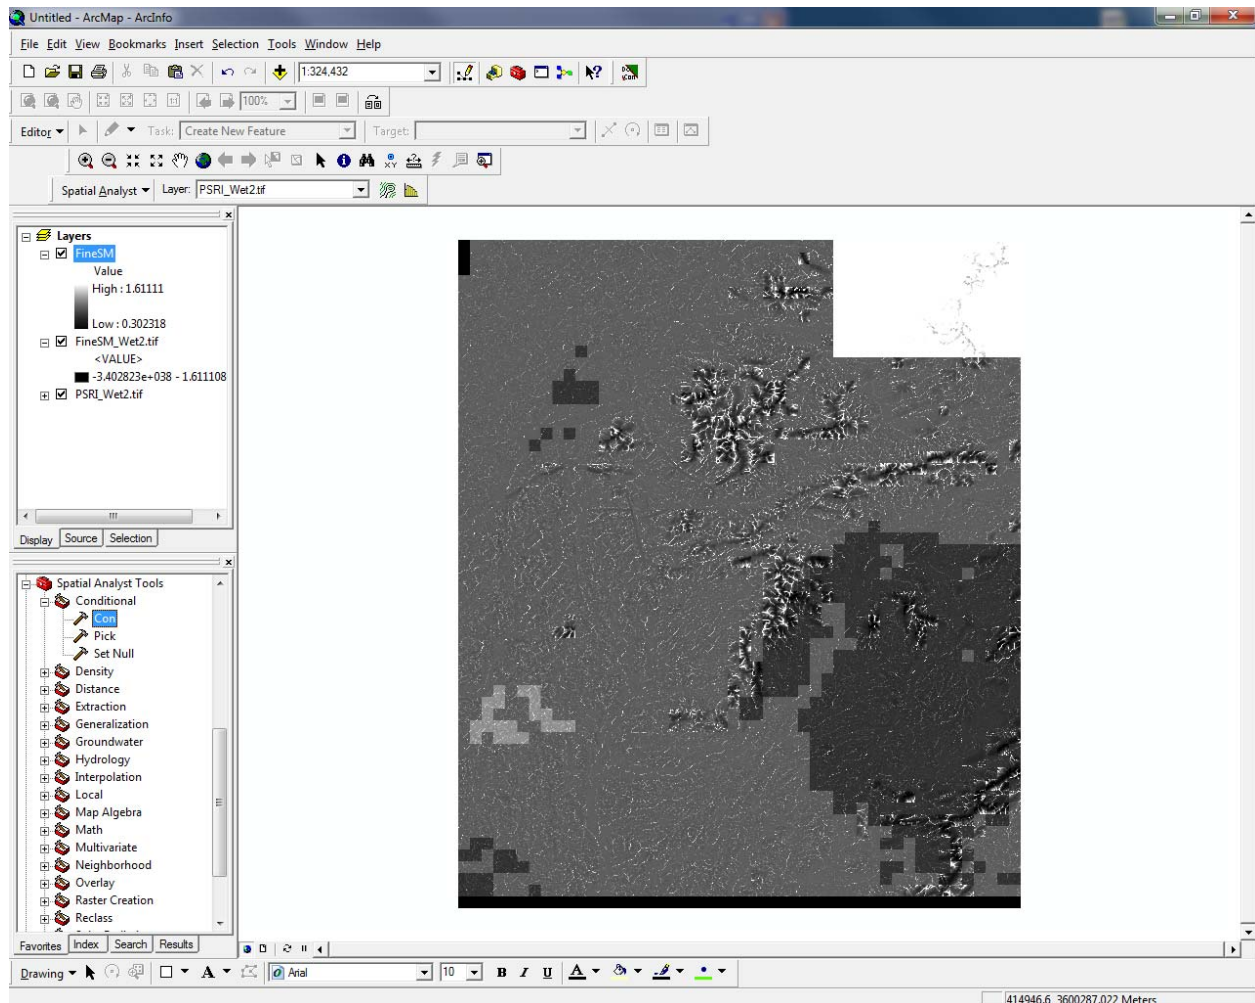 Untitled - ArcMap - ArcInfo
File Edit View Bookmarks Insert Selection Tools Window Help
1:324,432
100%
Editor Task: Create New Feature Target:
Spatial Analyst Layer: PSRI_Wet2.tif
Layers
FineSM
Value
High : 1.61111
Low : 0.302318
FineSM_Wet2.tif
<VALUE>
-3.402823e+038 - 1.611108
PSRI_Wet2.tif
Display Source Selection
Spatial Analyst Tools
Conditional
Con
Pick
Set Null
Density
Distance
Extraction
Generalization
Groundwater
Hydrology
Interpolation
Local
Map Algebra
Math
Multivariate
Neighborhood
Overlay
Raster Creation
Reclass
Favorites Index Search Results
Drawing A Arial 10 B I U A
414946.6 3600287.022 Meters